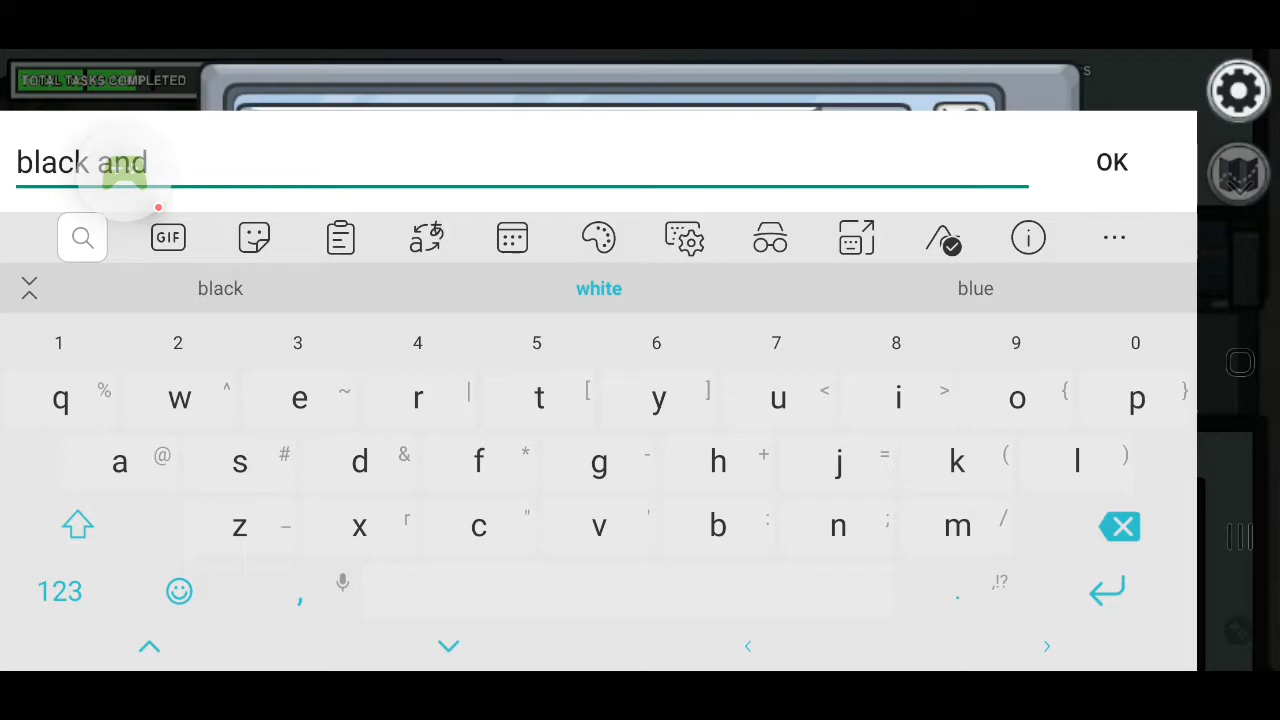 TOTAL TASKS COMPLETED
S
black and
OK
GIF
black white blue
1 2 3 4 5 6 7 8 9 0
q % w ^ e ~ r | t [ y ] u < i > o { p }
a @ s # d & f * g - h + j = k ( l )
z _ x r c " v ' b : n ; m /
123 , . ,!?